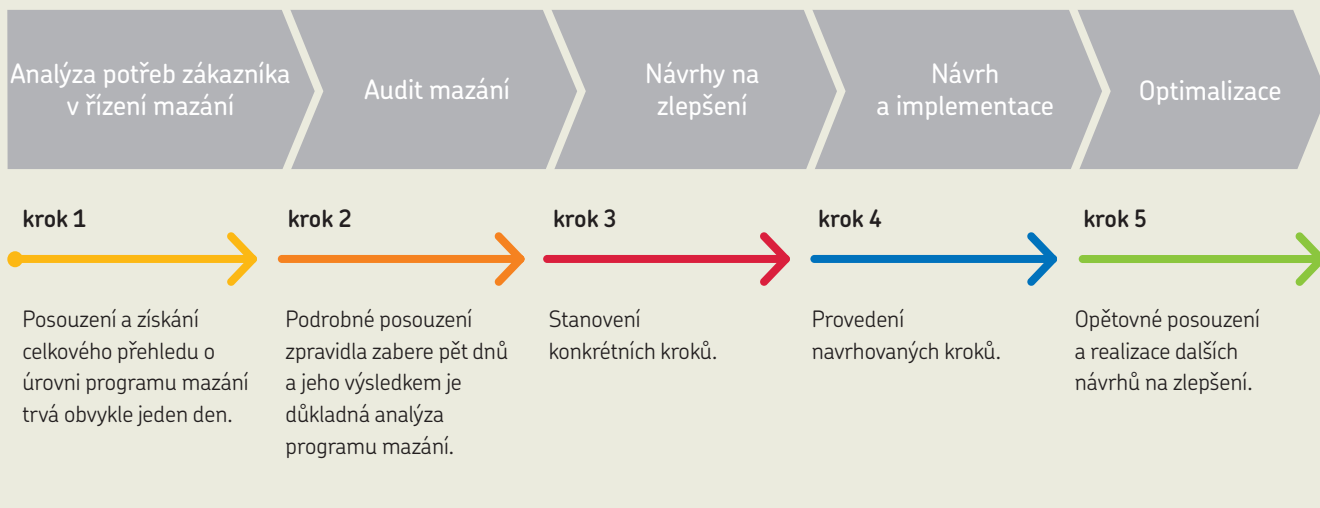 Analýza potřeb zákazníka
v řízení mazání
Audit mazání
Návrhy na
zlepšení
Návrh
a implementace
Optimalizace
krok 1
Posouzení a získání
celkového přehledu o
úrovni programu mazání
trvá obvykle jeden den.
krok 2
Podrobné posouzení
zpravidla zabere pět dnů
a jeho výsledkem je
důkladná analýza
programu mazání.
krok 3
Stanovení
konkrétních kroků.
krok 4
Provedení
navrhovaných kroků.
krok 5
Opětovné posouzení
a realizace dalších
návrhů na zlepšení.